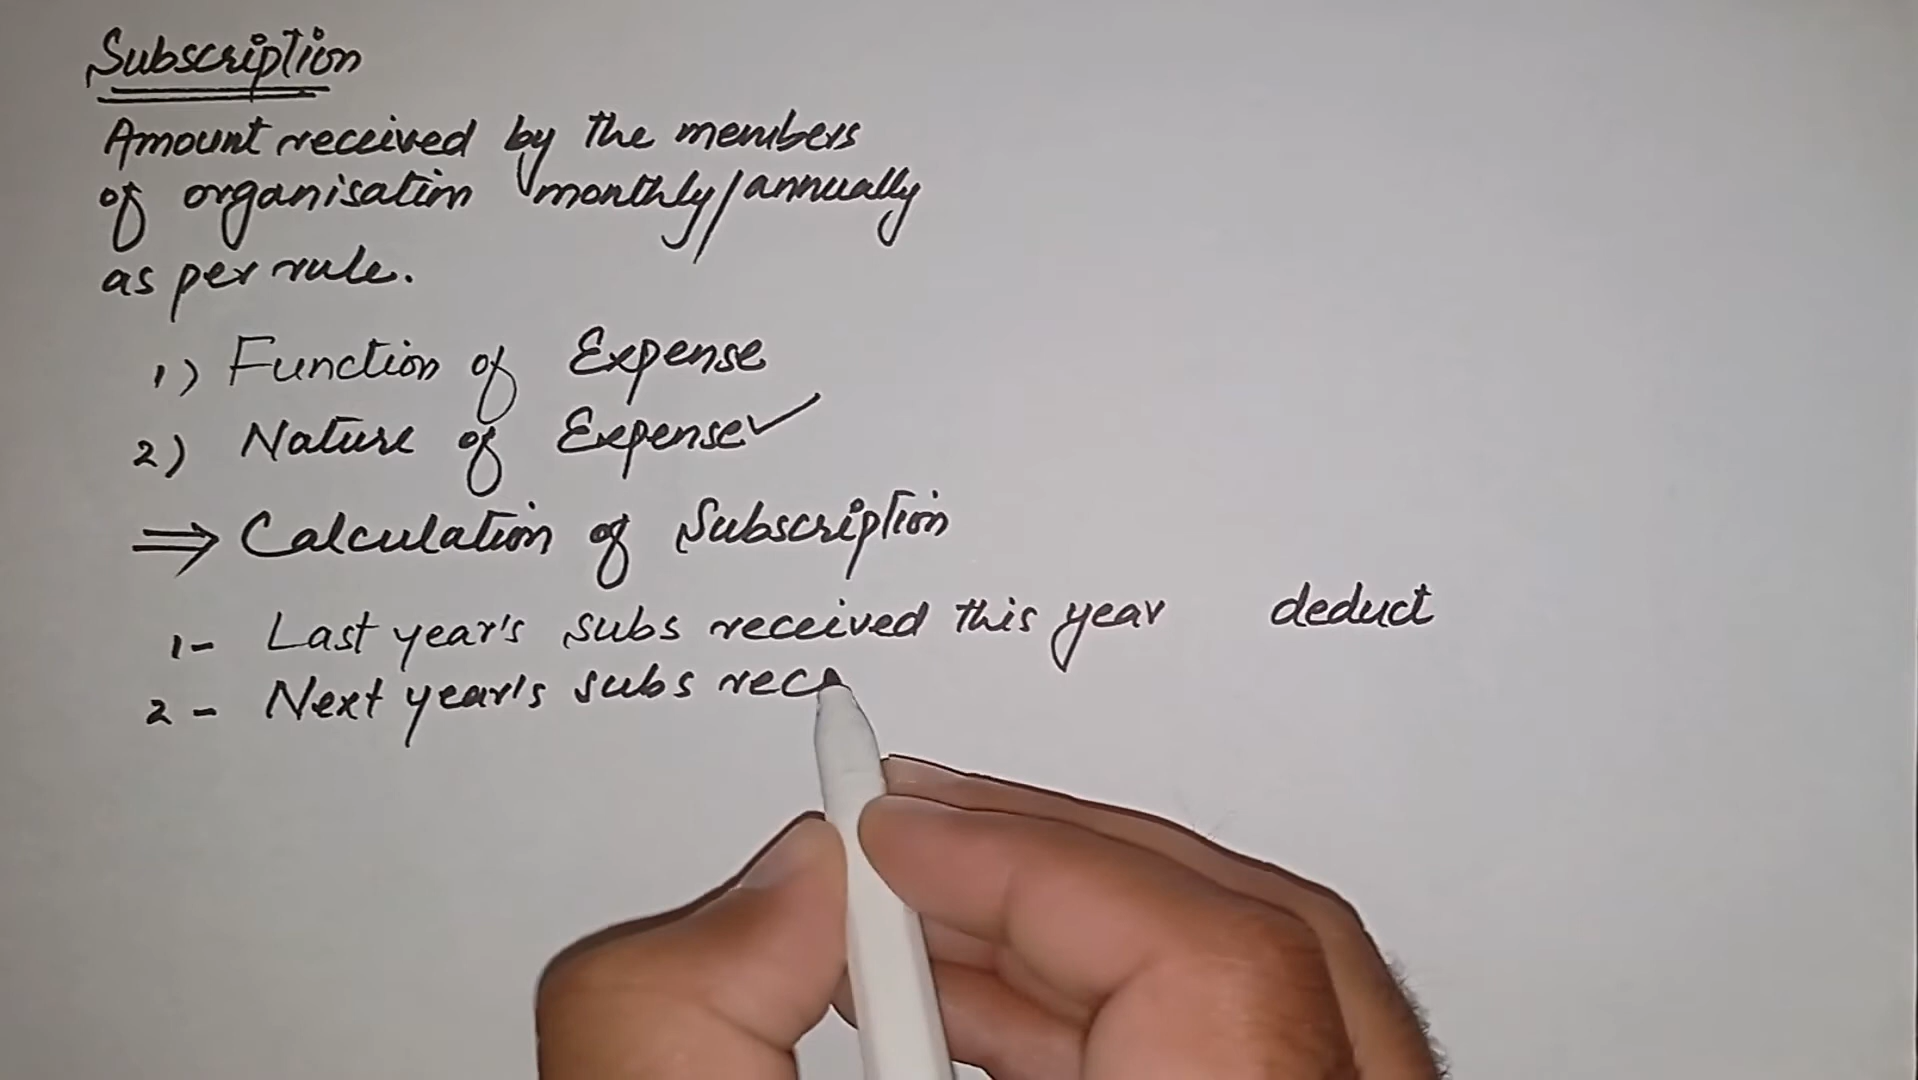 Subscription
Amount received by the members
of organisation monthly/annually
as per rule.
1) Function of Expense
2) Nature of Expense✓
⇒ Calculation of Subscription
1- Last year's subs received this year deduct
2- Next year's subs rec